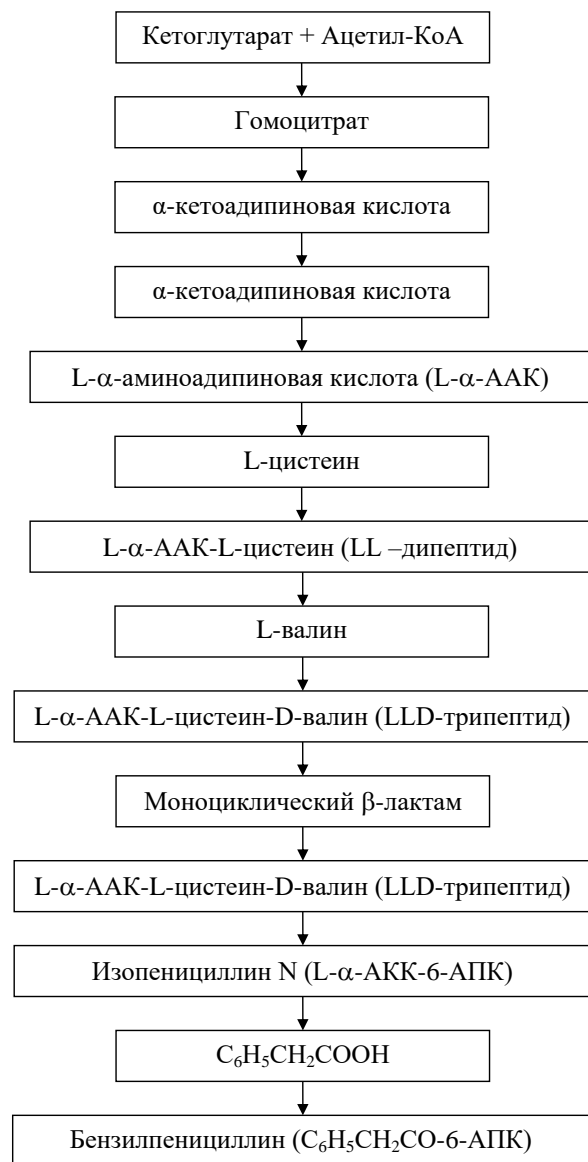 Кетоглутарат + Ацетил-КоА
Гомоцитрат
α-кетоадипиновая кислота
α-кетоадипиновая кислота
L-α-аминоадипиновая кислота (L-α-ААК)
L-цистеин
L-α-ААК-L-цистеин (LL –дипептид)
L-валин
L-α-ААК-L-цистеин-D-валин (LLD-трипептид)
Моноциклический β-лактам
L-α-ААК-L-цистеин-D-валин (LLD-трипептид)
Изопенициллин N (L-α-АКК-6-АПК)
C₆H₅CH₂COOH
Бензилпенициллин (C₆H₅CH₂CO-6-АПК)